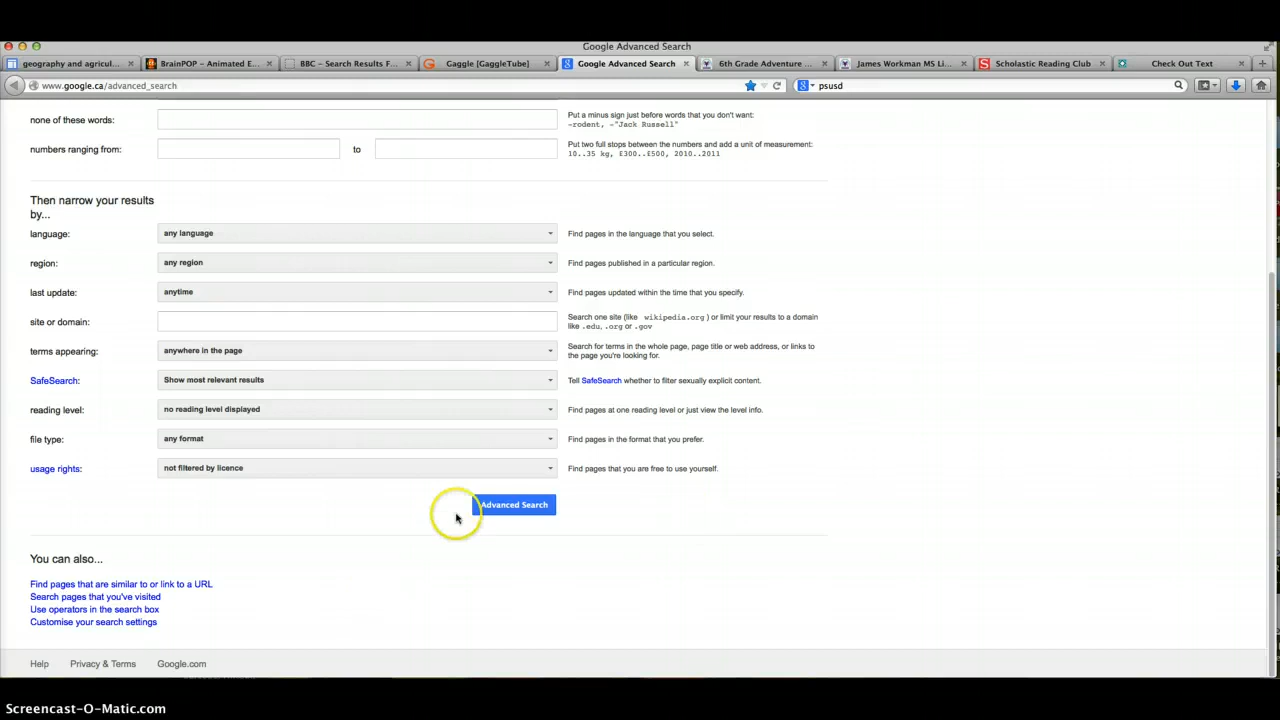 Google Advanced Search
geography and agricul...
BrainPOP – Animated E...
BBC – Search Results F...
Gaggle [GaggleTube]
Google Advanced Search
6th Grade Adventure ...
James Workman MS Li...
Scholastic Reading Club
Check Out Text
www.google.ca/advanced_search
psusd
none of these words:
Put a minus sign just before words that you don't want:
-rodent, -"Jack Russell"
numbers ranging from:
to
Put two full stops between the numbers and add a unit of measurement:
10..35 kg, £300..£500, 2010..2011
Then narrow your results
by...
language:
any language
Find pages in the language that you select.
region:
any region
Find pages published in a particular region.
last update:
anytime
Find pages updated within the time that you specify.
site or domain:
Search one site (like wikipedia.org ) or limit your results to a domain
like .edu, .org or .gov
terms appearing:
anywhere in the page
Search for terms in the whole page, page title or web address, or links to
the page you're looking for.
SafeSearch:
Show most relevant results
Tell SafeSearch whether to filter sexually explicit content.
reading level:
no reading level displayed
Find pages at one reading level or just view the level info.
file type:
any format
Find pages in the format that you prefer.
usage rights:
not filtered by licence
Find pages that you are free to use yourself.
Advanced Search
You can also...
Find pages that are similar to or link to a URL
Search pages that you've visited
Use operators in the search box
Customise your search settings
Help
Privacy & Terms
Google.com
Screencast-O-Matic.com